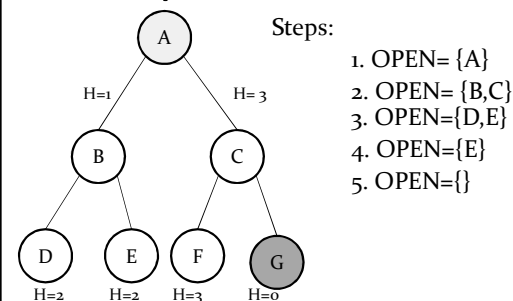 Steps:
A
1. OPEN= {A}
H=1
H= 3
2. OPEN= {B,C}
3. OPEN={D,E}
4. OPEN={E}
B
C
5. OPEN={}
D
E
F
G
H=2
H=2
H=3
H=0